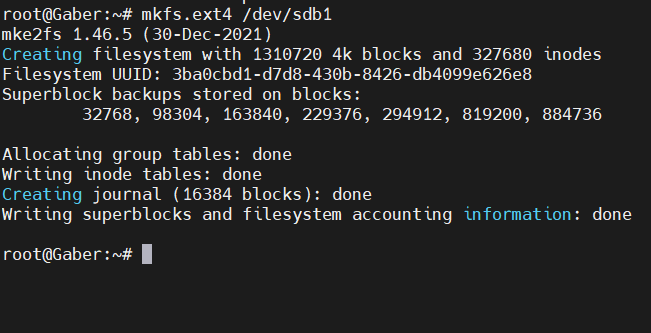 root@Gaber:~# mkfs.ext4 /dev/sdb1
mke2fs 1.46.5 (30-Dec-2021)
Creating filesystem with 1310720 4k blocks and 327680 inodes
Filesystem UUID: 3ba0cbd1-d7d8-430b-8426-db4099e626e8
Superblock backups stored on blocks:
32768, 98304, 163840, 229376, 294912, 819200, 884736
Allocating group tables: done
Writing inode tables: done
Creating journal (16384 blocks): done
Writing superblocks and filesystem accounting information: done
root@Gaber:~#